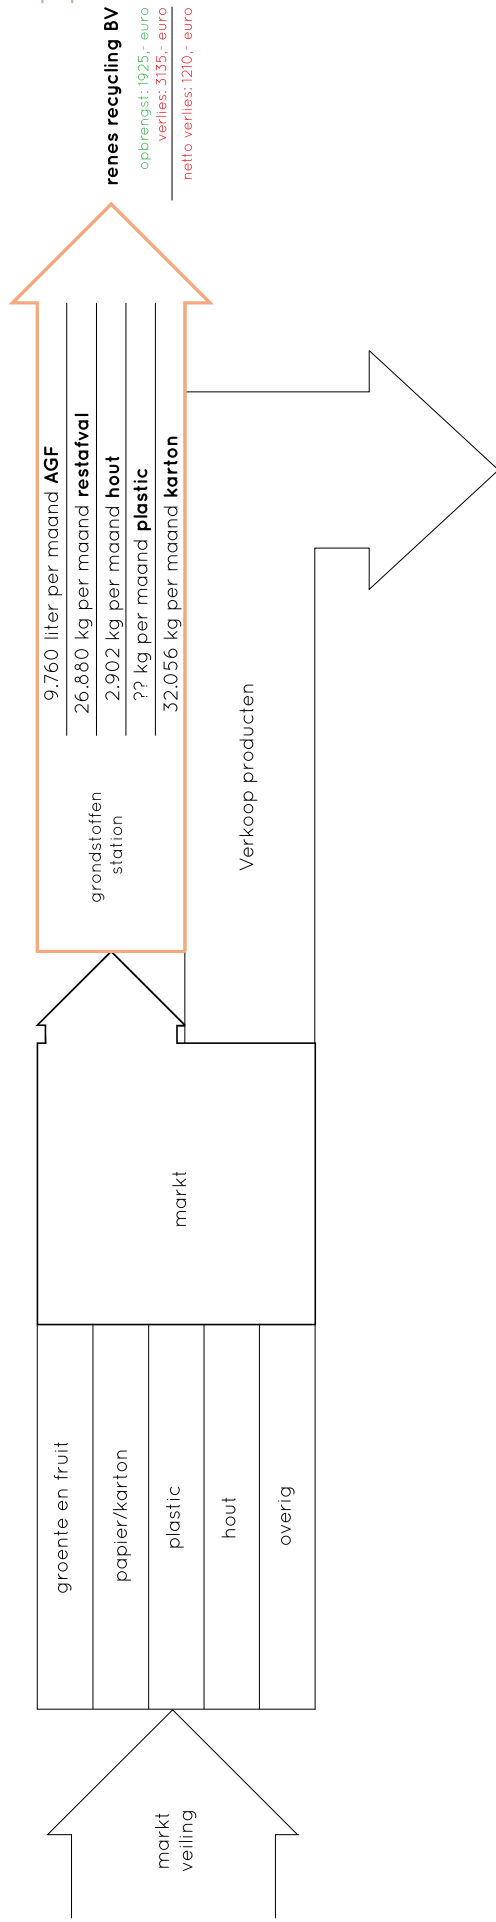 markt
veiling
groente en fruit
papier/karton
plastic
hout
overig
markt
grondstoffen
station
9.760 liter per maand AGF
26.880 kg per maand restafval
2.902 kg per maand hout
?? kg per maand plastic
32.056 kg per maand karton
Verkoop producten
renes recycling BV
opbrengst: 1925,- euro
verlies: 3135,- euro
netto verlies: 1210,- euro